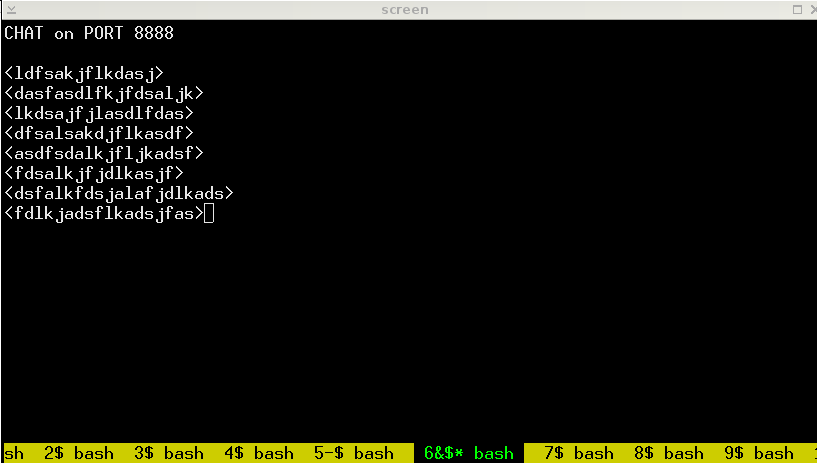 screen
CHAT on PORT 8888
<ldfsakjflkdasj>
<dasfasdlfkjfdsaljk>
<lkdsajfjlasdlfdas>
<dfsalsakdjflkasdf>
<asdfsdalkjfljkadsf>
<fdsalkjfjdlkasjf>
<dsfalkfdsjalafjdlkads>
<fdlkjadsflkadsjfas>
sh 2$ bash 3$ bash 4$ bash 5-$ bash 6&$* bash 7$ bash 8$ bash 9$ bash 1